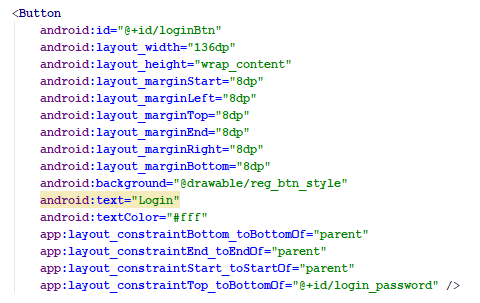 <Button
android:id="@+id/loginBtn"
android:layout_width="136dp"
android:layout_height="wrap_content"
android:layout_marginStart="8dp"
android:layout_marginLeft="8dp"
android:layout_marginTop="8dp"
android:layout_marginEnd="8dp"
android:layout_marginRight="8dp"
android:layout_marginBottom="8dp"
android:background="@drawable/reg_btn_style"
android:text="Login"
android:textColor="#fff"
app:layout_constraintBottom_toBottomOf="parent"
app:layout_constraintEnd_toEndOf="parent"
app:layout_constraintStart_toStartOf="parent"
app:layout_constraintTop_toBottomOf="@+id/login_password" />